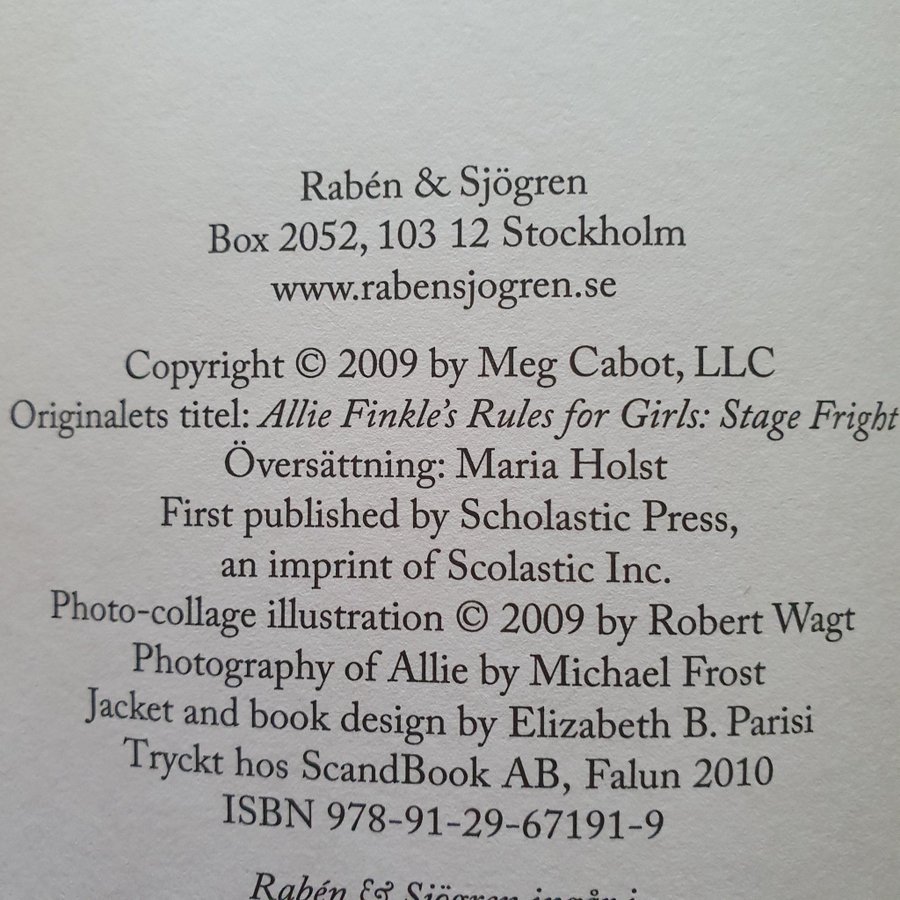 Rabén & Sjögren
Box 2052, 103 12 Stockholm
www.rabensjogren.se
Copyright © 2009 by Meg Cabot, LLC
Originalets titel: Allie Finkle's Rules for Girls: Stage Fright
Översättning: Maria Holst
First published by Scholastic Press,
an imprint of Scolastic Inc.
Photo-collage illustration © 2009 by Robert Wagt
Photography of Allie by Michael Frost
Jacket and book design by Elizabeth B. Parisi
Tryckt hos ScandBook AB, Falun 2010
ISBN 978-91-29-67191-9
Rabén & Sjögren ingår i